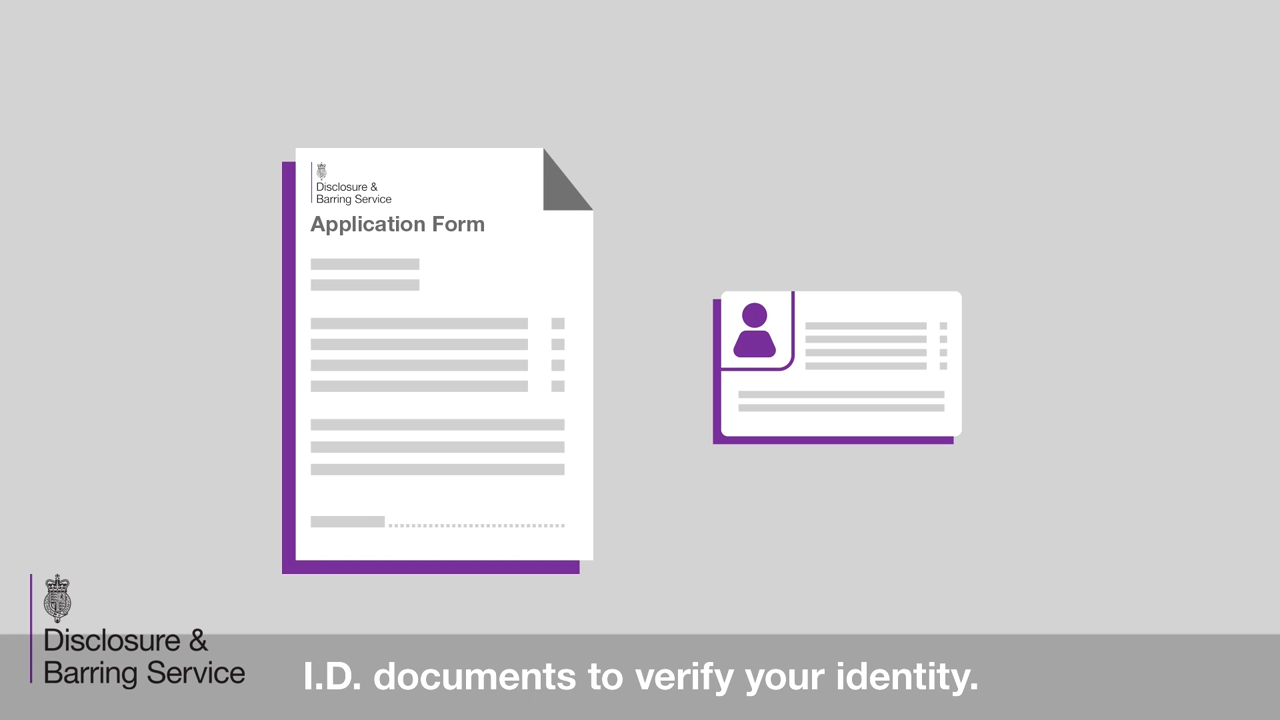 Disclosure &
Barring Service
Application Form
Disclosure &
Barring Service
I.D. documents to verify your identity.